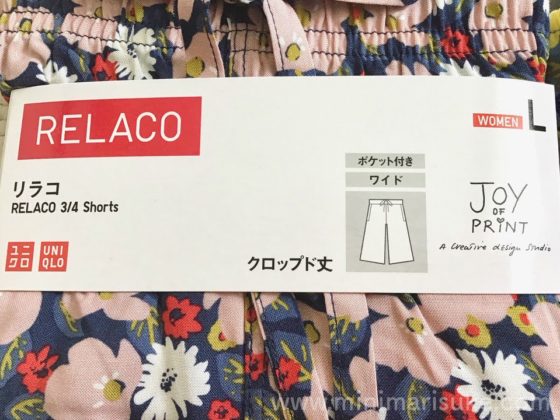 RELACO
WOMEN L
リラコ
RELACO 3/4 Shorts
ポケット付き
ワイド
JOY
OF
PRINT
A Creative design Studio
ユニ
クロ
UNI
QLO
クロップド丈
www.minimarisuke.com